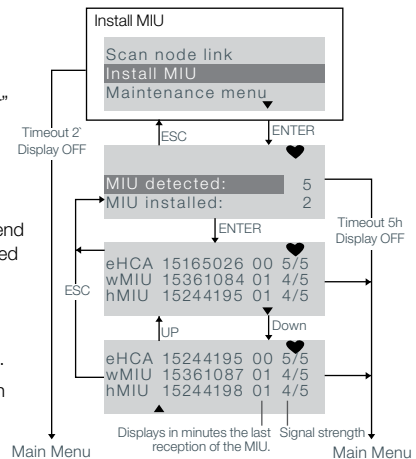 Install MIU
Scan node link
Install MIU
Maintenance menu
"
Timeout 2`
Display OFF
ESC
ENTER
end
ed
MIU detected: 5
MIU installed: 2
ENTER
Timeout 5h
Display OFF
eHCA 15165026 00 5/5
wMIU 15361084 01 4/5
hMIU 15244195 01 4/5
ESC
UP
Down
.
eHCA 15244195 00 5/5
wMIU 15361087 01 4/5
hMIU 15244198 01 4/5
Displays in minutes the last
reception of the MIU.
Signal strength
Main Menu
Main Menu